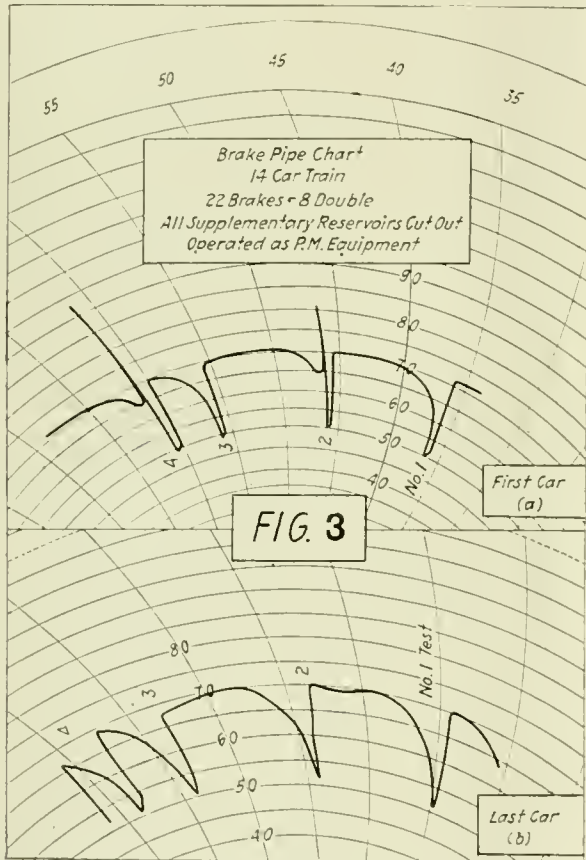 55
50
45
40
35
Brake Pipe Chart
14 Car Train
22 Brakes - 8 Double
All Supplementary Reservoirs Cut Out
Operated as P.M. Equipment
90
80
70
60
50
40
4
3
2
No. 1
First Car
(a)
FIG. 3
80
70
60
50
40
4
3
2
No. 1 Test
Last Car
(b)